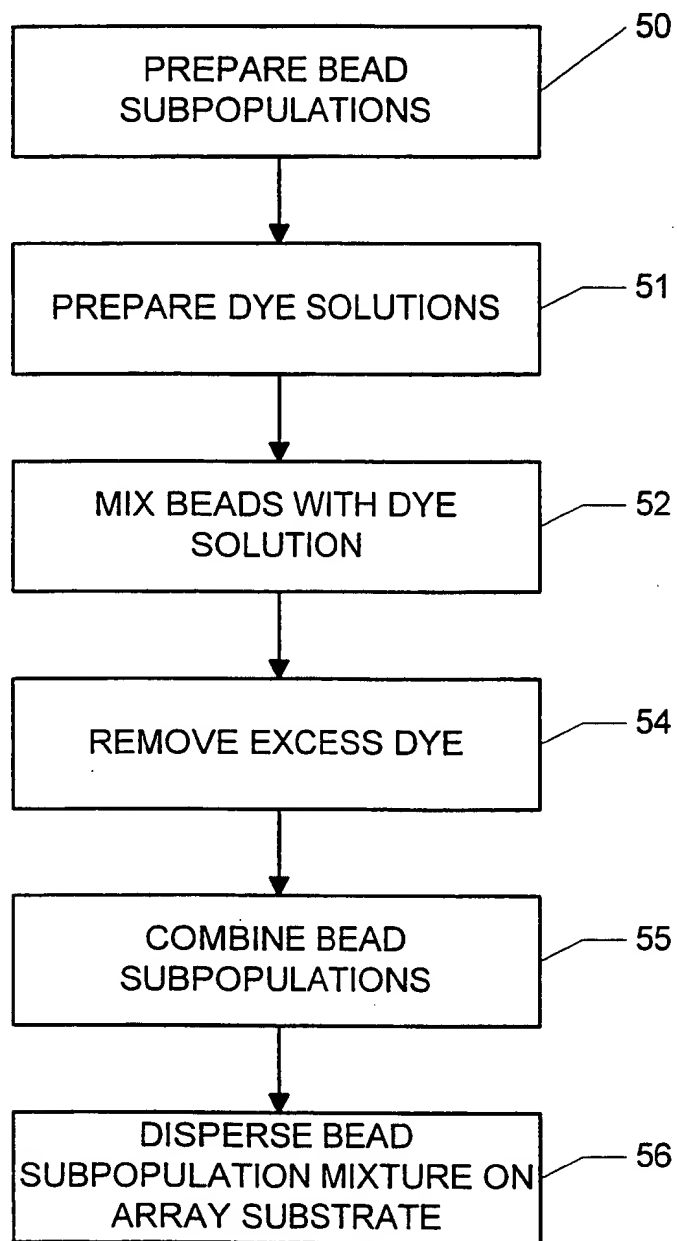 50
PREPARE BEAD
SUBPOPULATIONS
51
PREPARE DYE SOLUTIONS
52
MIX BEADS WITH DYE
SOLUTION
54
REMOVE EXCESS DYE
55
COMBINE BEAD
SUBPOPULATIONS
56
DISPERSE BEAD
SUBPOPULATION MIXTURE ON
ARRAY SUBSTRATE